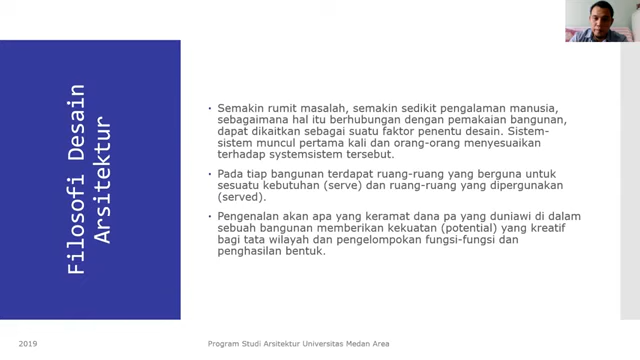 Filosofi Desain
Arsitektur
• Semakin rumit masalah, semakin sedikit pengalaman manusia,
sebagaimana hal itu berhubungan dengan pemakaian bangunan,
dapat dikaitkan sebagai suatu faktor penentu desain. Sistem-
sistem muncul pertama kali dan orang-orang menyesuaikan
terhadap systemsistem tersebut.
• Pada tiap bangunan terdapat ruang-ruang yang berguna untuk
sesuatu kebutuhan (serve) dan ruang-ruang yang dipergunakan
(served).
• Pengenalan akan apa yang keramat dana pa yang duniawi di dalam
sebuah bangunan memberikan kekuatan (potential) yang kreatif
bagi tata wilayah dan pengelompokan fungsi-fungsi dan
penghasilan bentuk.
2019
Program Studi Arsitektur Universitas Medan Area